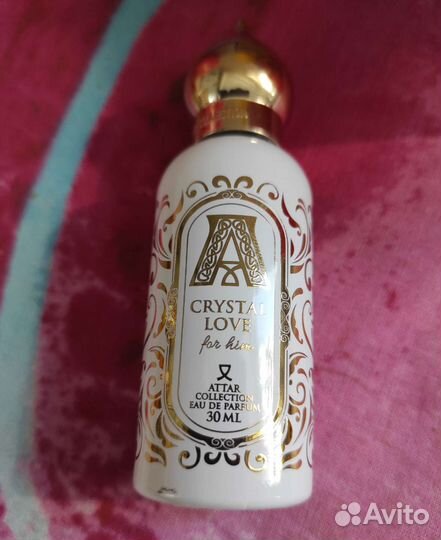 A
CRYSTAL
LOVE
for him
ATTAR
COLLECTION
EAU DE PARFUM
30 ML
Avito